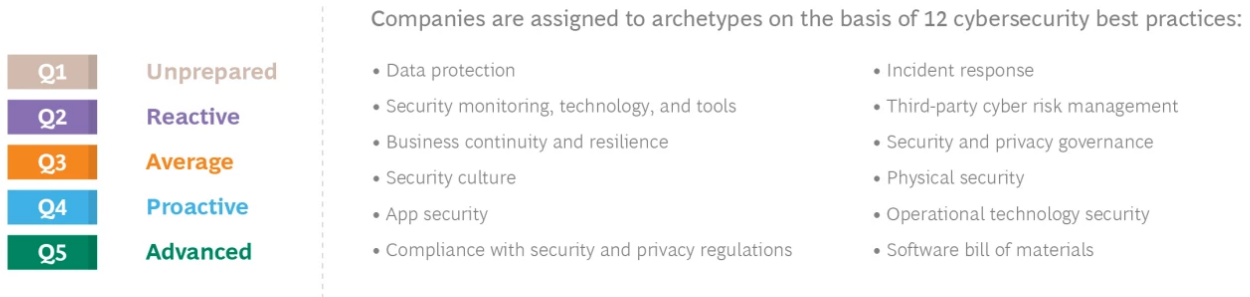 Companies are assigned to archetypes on the basis of 12 cybersecurity best practices:
Q1 Unprepared
Q2 Reactive
Q3 Average
Q4 Proactive
Q5 Advanced
• Data protection
• Security monitoring, technology, and tools
• Business continuity and resilience
• Security culture
• App security
• Compliance with security and privacy regulations
• Incident response
• Third-party cyber risk management
• Security and privacy governance
• Physical security
• Operational technology security
• Software bill of materials